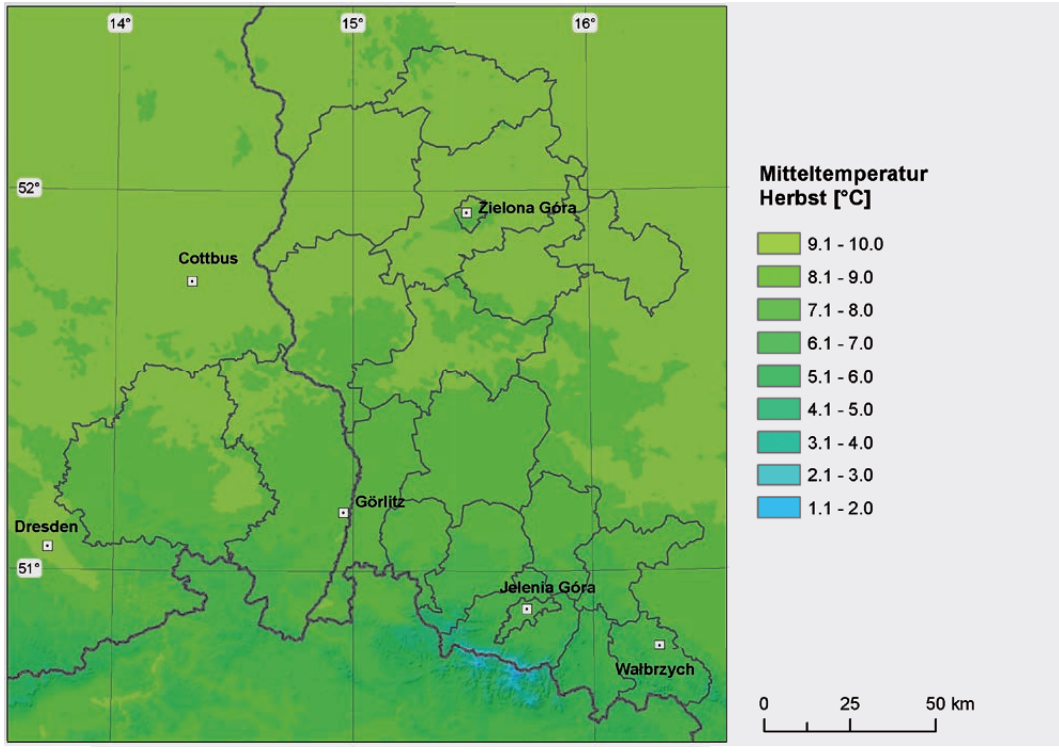 14°
15°
16°
52°
Zielona Góra
Cottbus
Görlitz
Dresden
51°
Jelenia Góra
Wałbrzych
Mitteltemperatur
Herbst [°C]
9.1 - 10.0
8.1 - 9.0
7.1 - 8.0
6.1 - 7.0
5.1 - 6.0
4.1 - 5.0
3.1 - 4.0
2.1 - 3.0
1.1 - 2.0
0 25 50 km